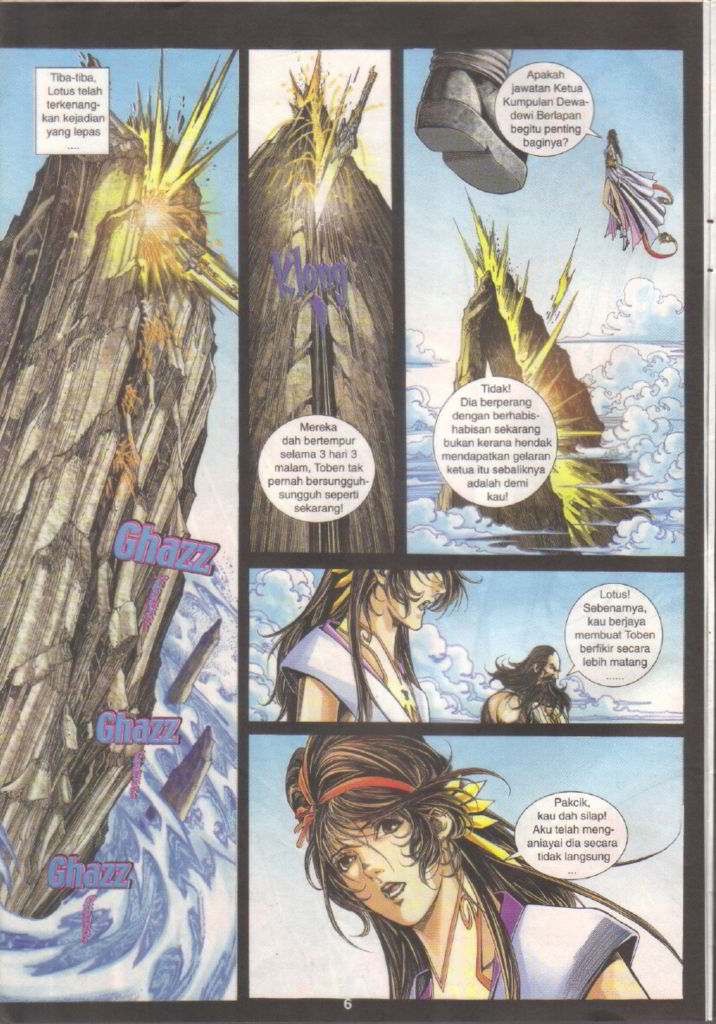 Tiba-tiba,
Lotus telah
terkenang-
kan kejadian
yang lepas
....
Ghazz
Ghazz
Ghazz
Klong
Mereka
dah bertempur
selama 3 hari 3
malam, Toben tak
pernah bersungguh-
sungguh seperti
sekarang!
Apakah
jawatan Ketua
Kumpulan Dewa-
dewi Berlapan
begitu penting
baginya?
Tidak!
Dia berperang
dengan berhabis-
habisan sekarang
bukan kerana hendak
mendapatkan gelaran
ketua itu sebaliknya
adalah demi
kau!
Lotus!
Sebenarnya,
kau berjaya
membuat Toben
berfikir secara
lebih matang
......
Pakcik,
kau dah silap!
Aku telah meng-
aniayai dia secara
tidak langsung
...
6